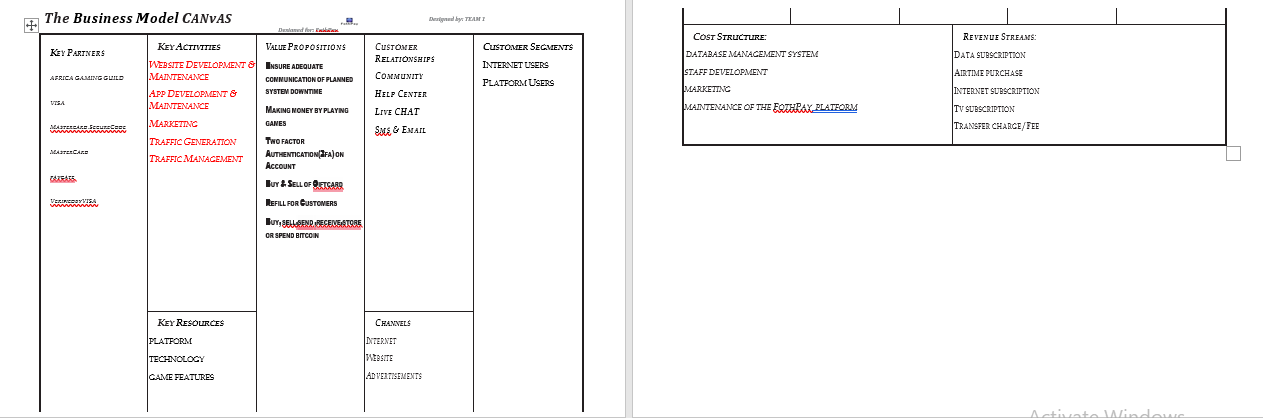 The Business Model CANvAS
Designed for: FothPay
Designed by: TEAM 1
KEY PARTNERS
AFRICA GAMING GUILD
VISA
MASTERCARD SECURECODE
MASTERCARD
VERIFIEDBYVISA
KEY ACTIVITIES
WEBSITE DEVELOPMENT &
MAINTENANCE
APP DEVELOPMENT &
MAINTENANCE
MARKETING
TRAFFIC GENERATION
TRAFFIC MANAGEMENT
KEY RESOURCES
PLATFORM
TECHNOLOGY
GAME FEATURES
VALUE PROPOSITIONS
ENSURE ADEQUATE
COMMUNICATION OF PLANNED
SYSTEM DOWNTIME
MAKING MONEY BY PLAYING
GAMES
TWO FACTOR
AUTHENTICATION(2FA) ON
ACCOUNT
BUY & SELL OF GIFTCARD
REFILL FOR CUSTOMERS
BUY, SELL,SEND ,RECEIVE,STORE
OR SPEND BITCOIN
CUSTOMER
RELATIONSHIPS
COMMUNITY
HELP CENTER
LIVE CHAT
SMS & EMAIL
CHANNELS
INTERNET
WEBSITE
ADVERTISEMENTS
CUSTOMER SEGMENTS
INTERNET USERS
PLATFORM USERS
COST STRUCTURE:
DATABASE MANAGEMENT SYSTEM
STAFF DEVELOPMENT
MARKETING
MAINTENANCE OF THE FOTHPAY PLATFORM
REVENUE STREAMS:
DATA SUBSCRIPTION
AIRTIME PURCHASE
INTERNET SUBSCRIPTION
TV SUBSCRIPTION
TRANSFER CHARGE/FEE
Activate Windows